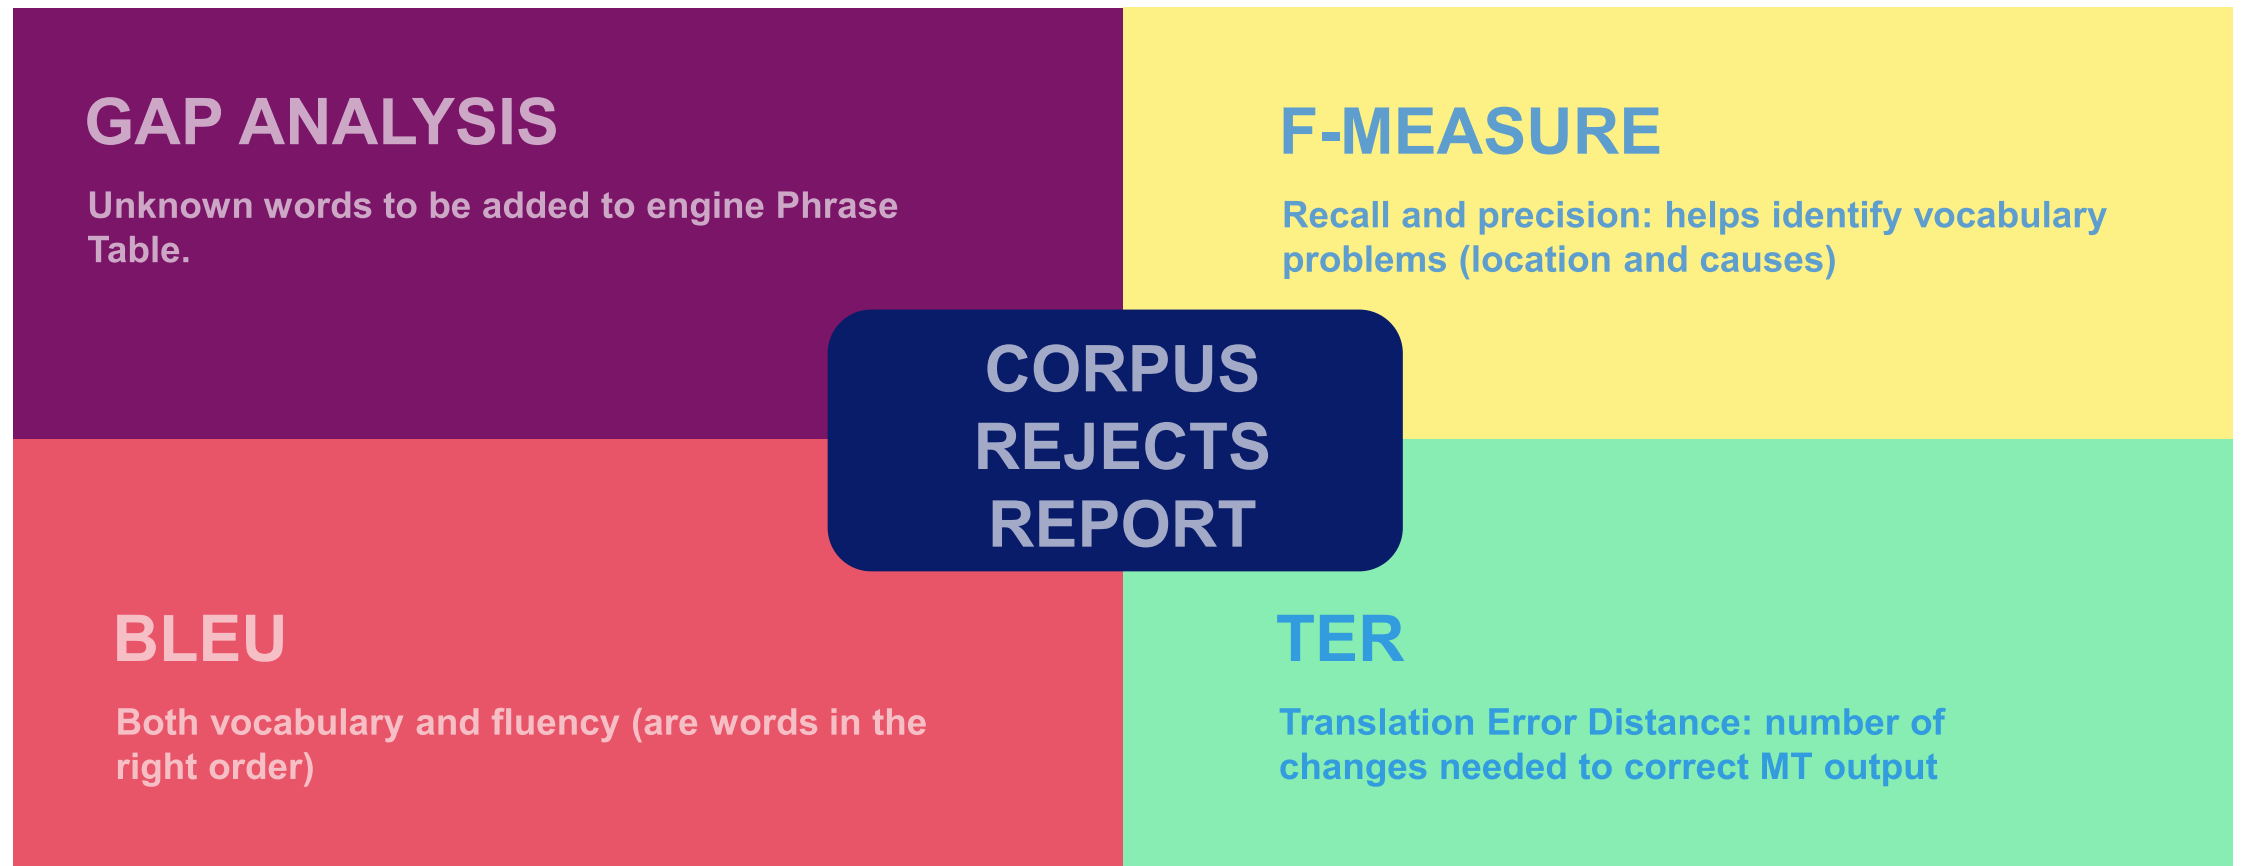 GAP ANALYSIS
Unknown words to be added to engine Phrase
Table.
F-MEASURE
Recall and precision: helps identify vocabulary
problems (location and causes)
CORPUS
REJECTS
REPORT
BLEU
Both vocabulary and fluency (are words in the
right order)
TER
Translation Error Distance: number of
changes needed to correct MT output